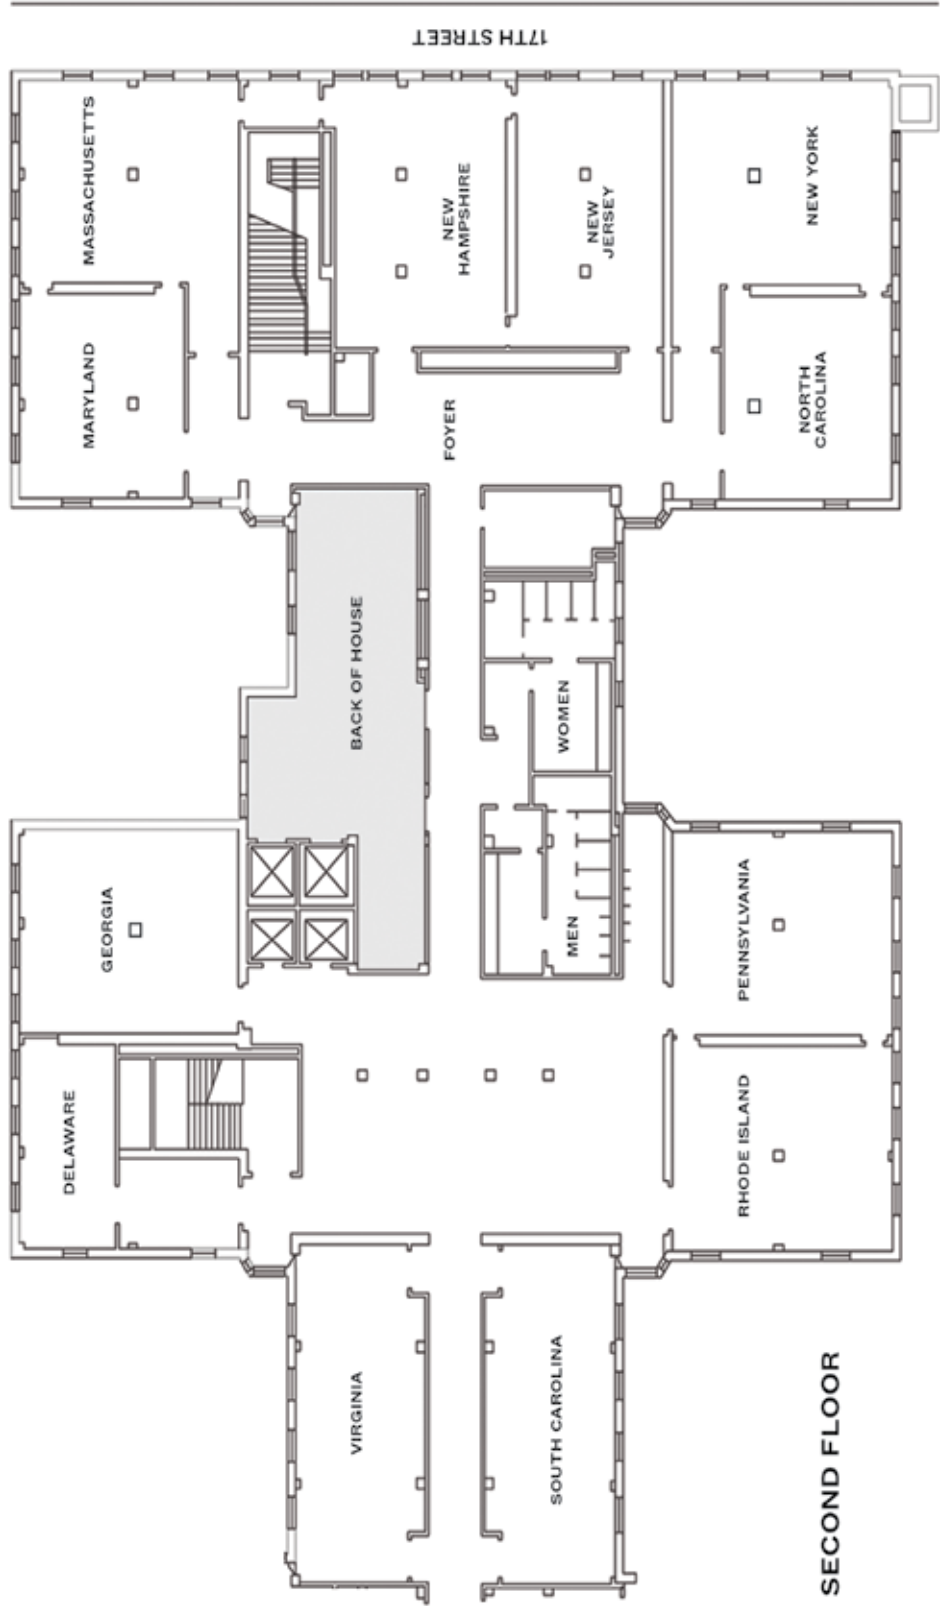 17TH STREET
MASSACHUSETTS
MARYLAND
NEW
HAMPSHIRE
NEW
JERSEY
NEW YORK
NORTH
CAROLINA
FOYER
BACK OF HOUSE
WOMEN
MEN
GEORGIA
DELAWARE
PENNSYLVANIA
RHODE ISLAND
VIRGINIA
SOUTH CAROLINA
SECOND FLOOR